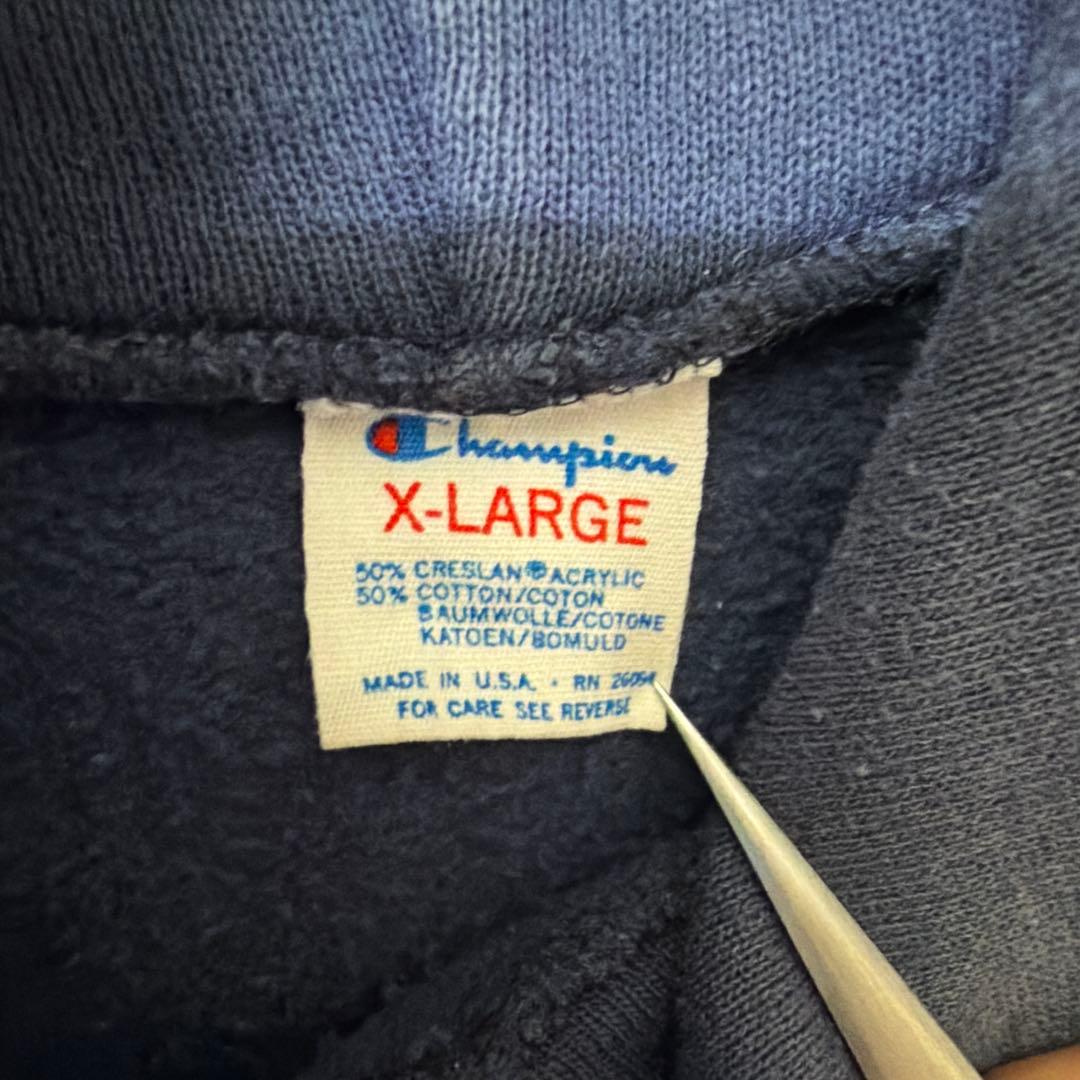 Champion
X-LARGE
50% CRESLAN® ACRYLIC
50% COTTON/COTON
BAUMWOLLE/COTONE
KATOEN/BOMULD
MADE IN U.S.A. · RN 26094
FOR CARE SEE REVERSE